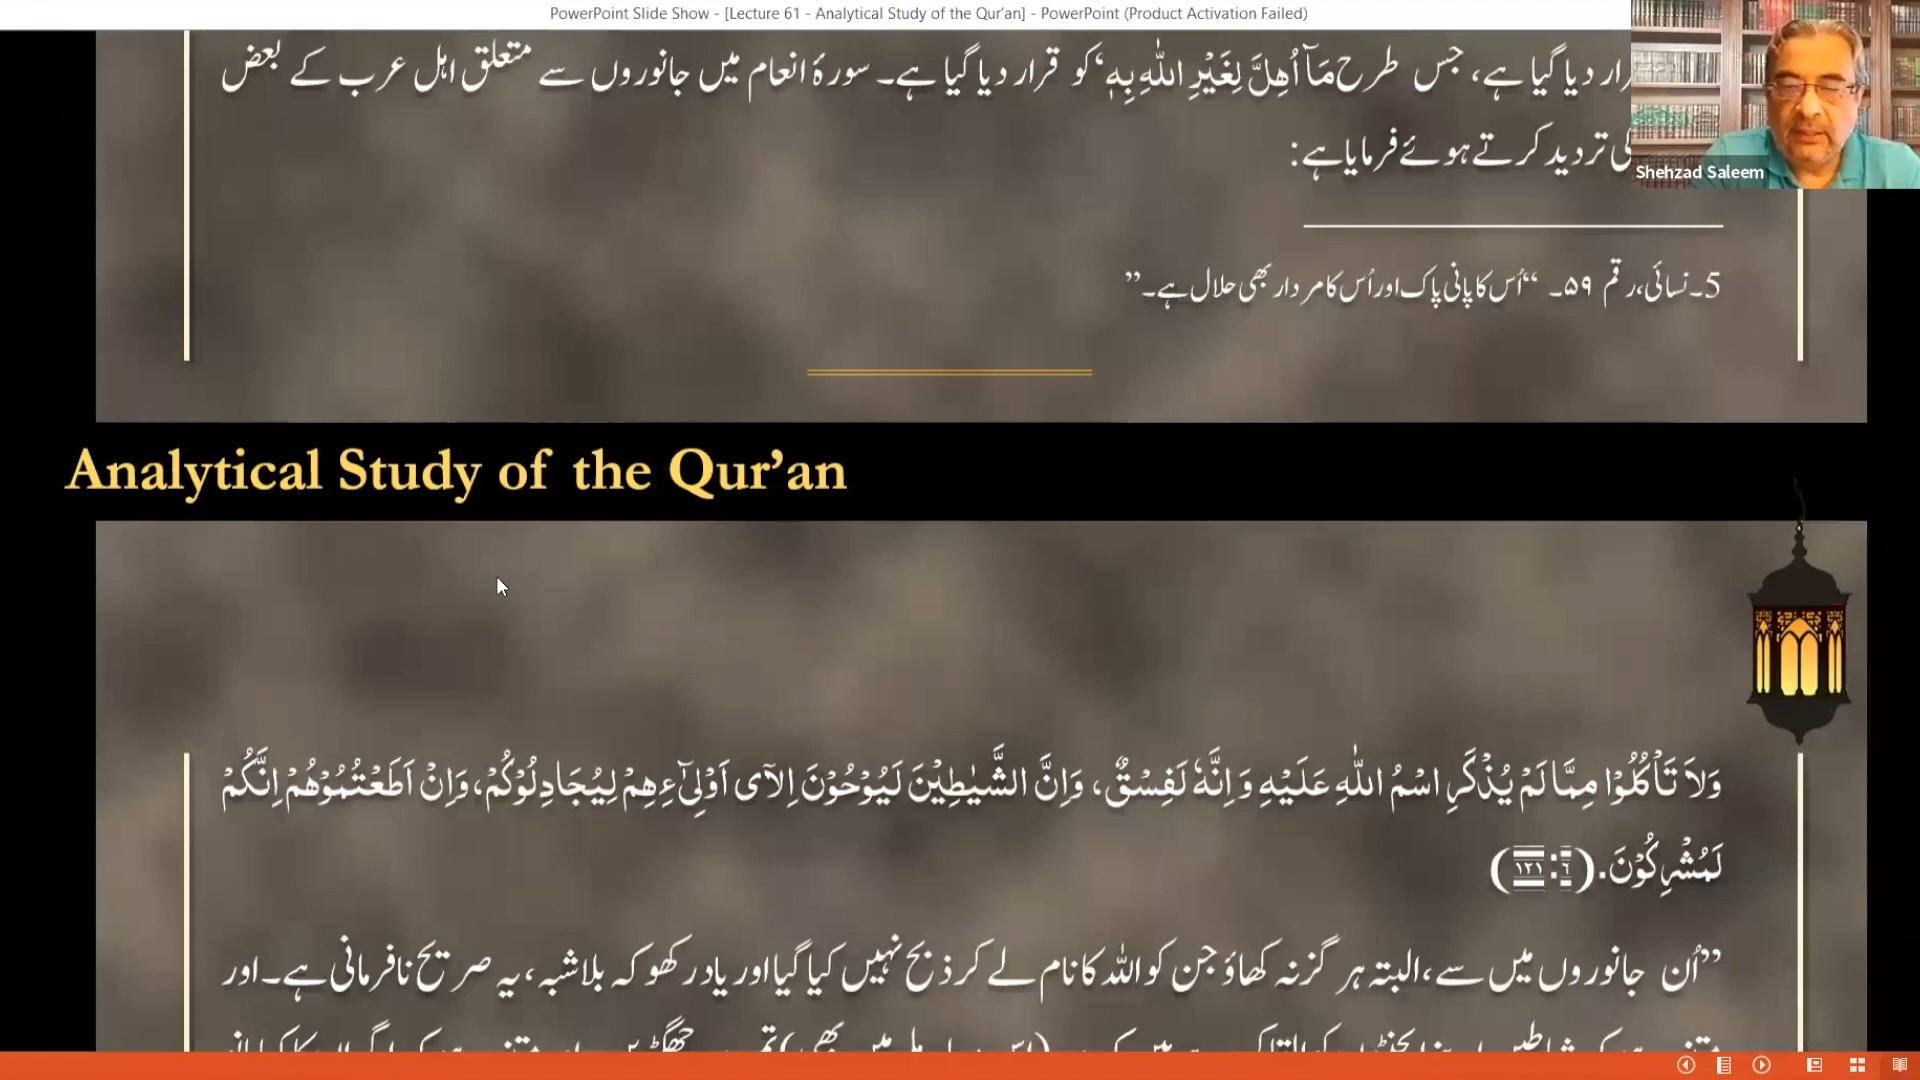 PowerPoint Slide Show - [Lecture 61 - Analytical Study of the Qur’an] - PowerPoint (Product Activation Failed)
دیا گیا ہے، جس طرح مَآ اُهِلَّ لِغَيْرِ اللّٰهِ بِهٖ‘ کو قرار دیا گیا ہے۔ سورۂ انعام میں جانوروں سے متعلق اہل عرب کے بعض
تردید کرتے ہوئے فرمایا ہے:
Shehzad Saleem
5۔ نسائی، رقم ۵۹۔ “اُس کا پانی پاک اور اُس کا مردار بھی حلال ہے۔”
Analytical Study of the Qur’an
وَلاَ تَأْكُلُوْا مِمَّا لَمْ يُذْكَرِ اسْمُ اللّٰهِ عَلَيْهِ وَ اِنَّهٗ لَفِسْقٌ، وَاِنَّ الشَّيٰطِيْنَ لَيُوْحُوْنَ اِلآى اَوْلِيٰٓءِهِمْ لِيُجَادِلُوْكُمْ، وَاِنْ اَطَعْتُمُوْهُمْ اِنَّكُمْ
لَمُشْرِكُوْنَ.(۶: ۱۲۱)
”اُن جانوروں میں سے، البتہ ہر گز نہ کھاؤ جن کو اللہ کا نام لے کر ذبح نہیں کیا گیا اور یاد رکھو کہ بلاشبہ، یہ صریح نافرمانی ہے۔ اور